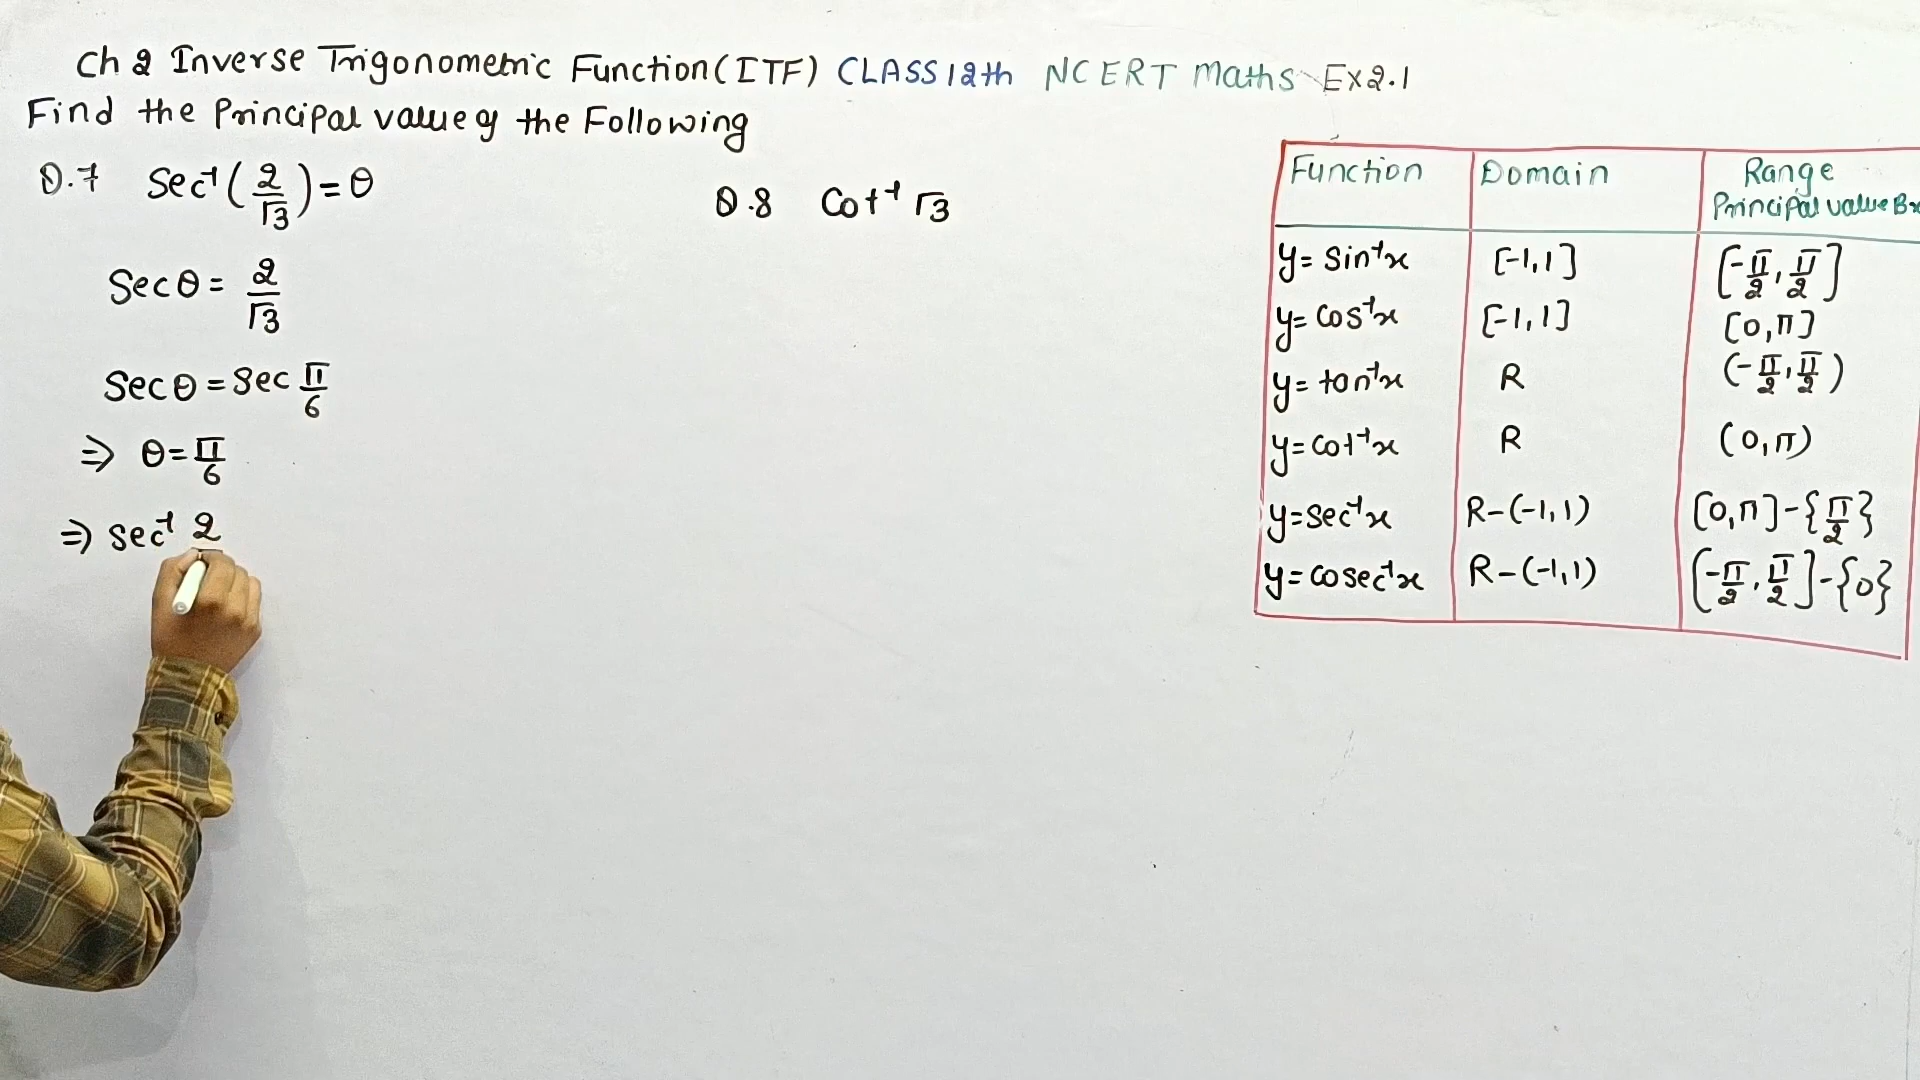 Ch 2 Inverse Trigonometric Function (ITF) CLASS 12th NCERT Maths Ex 2.1
Find the Principal value of the Following
Q.7 Sec⁻¹(2/√3) = θ
Sec θ = 2/√3
Sec θ = Sec π/6
⇒ θ = π/6
⇒ sec⁻¹ 2
Q.8 Cot⁻¹ √3
Function Domain Range
Principal value
y = sin⁻¹x [-1,1] [-π/2, π/2]
y = cos⁻¹x [-1,1] [0,π]
y = tan⁻¹x R (-π/2, π/2)
y = cot⁻¹x R (0,π)
y = sec⁻¹x R-(-1,1) [0,π]-{π/2}
y = cosec⁻¹x R-(-1,1) [-π/2, π/2]-{0}